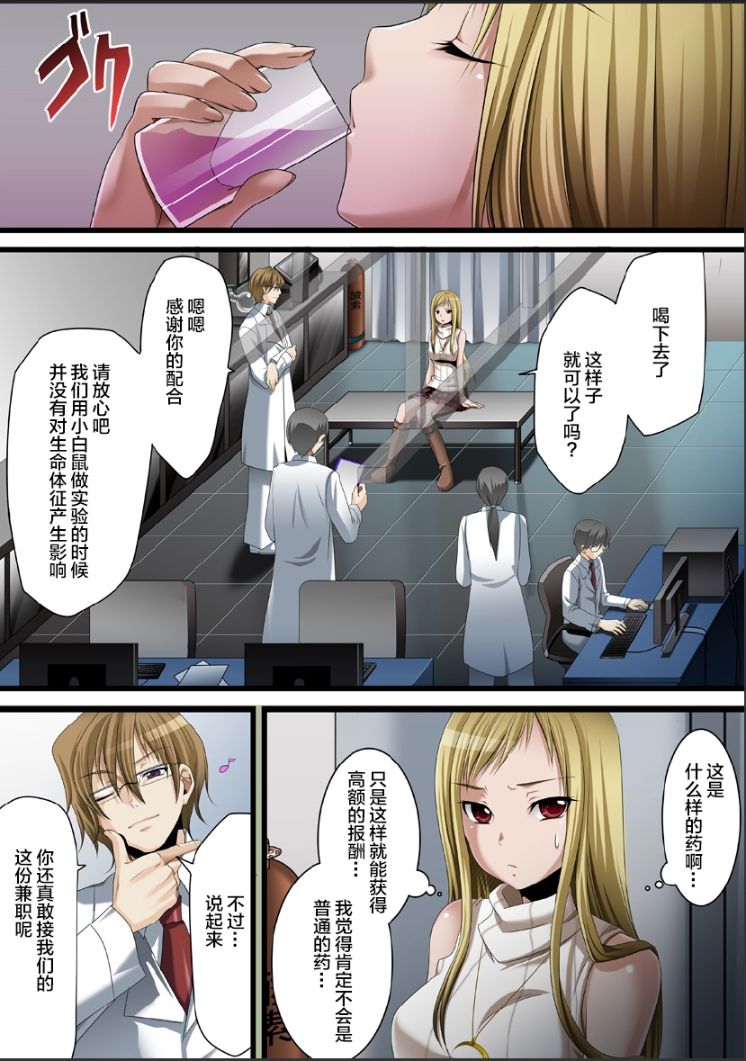 ゴク
喝下去了
这样子
就可以了吗？
酸素
嗯嗯
感谢你的配合
请放心吧
我们用小白鼠做实验的时候
并没有对生命体征产生影响
这是
什么样的药啊…
只是这样就能获得
高额的报酬…
我觉得肯定不会是
普通的药
不过…
说起来
你还真敢接我们的
这份兼职呢
素